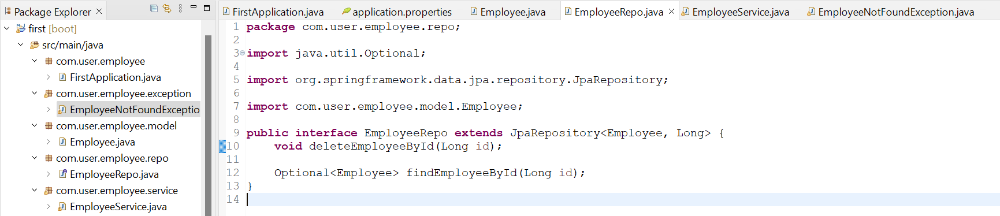 Package Explorer
first [boot]
src/main/java
com.user.employee
FirstApplication.java
com.user.employee.exception
EmployeeNotFoundExceptio
com.user.employee.model
Employee.java
com.user.employee.repo
EmployeeRepo.java
com.user.employee.service
EmployeeService.java
FirstApplication.java application.properties Employee.java EmployeeRepo.java EmployeeService.java EmployeeNotFoundException.java
1 package com.user.employee.repo;
2
3 import java.util.Optional;
4
5 import org.springframework.data.jpa.repository.JpaRepository;
6
7 import com.user.employee.model.Employee;
8
9 public interface EmployeeRepo extends JpaRepository<Employee, Long> {
10 void deleteEmployeeById(Long id);
11
12 Optional<Employee> findEmployeeById(Long id);
13 }
14